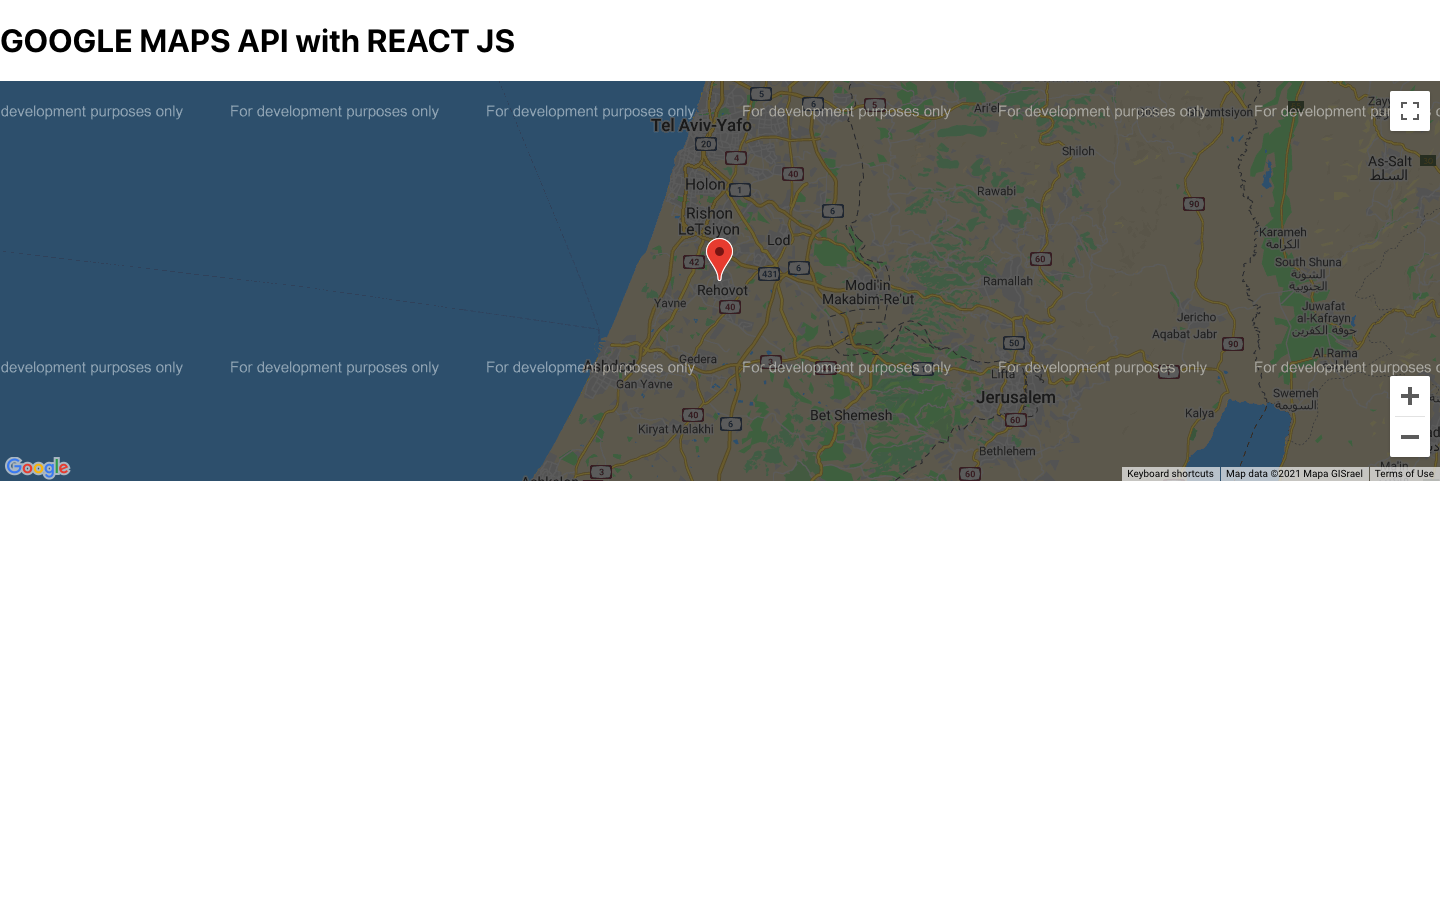 GOOGLE MAPS API with REACT JS
development purposes only
For development purposes only
For development purposes only
For development purposes only
For development purposes only
For development
5
6
5
Tel Aviv-Yafo
20
4
Shiloh
As-Salt
السلط
40
Holon
1
Rawabi
90
6
Rishon
LeTsiyon
Lod
Karameh
الكرامة
42
431
6
60
South Shuna
الشونة
الجنوبية
Rehovot
Modi'in
Makabim-Re'ut
Ramallah
Yavne
40
Juwafat
al-Kafrayn
جوفة الكفرين
Jericho
Aqabat Jabr
50
90
Al Rama
الرامة
Gedera
3
development purposes only
For development purposes only
For development purposes only
For development purposes only
For development purposes only
For development purposes
Ashdod
Lifta
Gan Yavne
Jerusalem
Swemeh
السويمة
40
6
Bet Shemesh
60
Kalya
Kiryat Malakhi
Bethlehem
Ma'in
3
60
Ashkelon
Google
Keyboard shortcuts
Map data ©2021 Mapa GISrael
Terms of Use